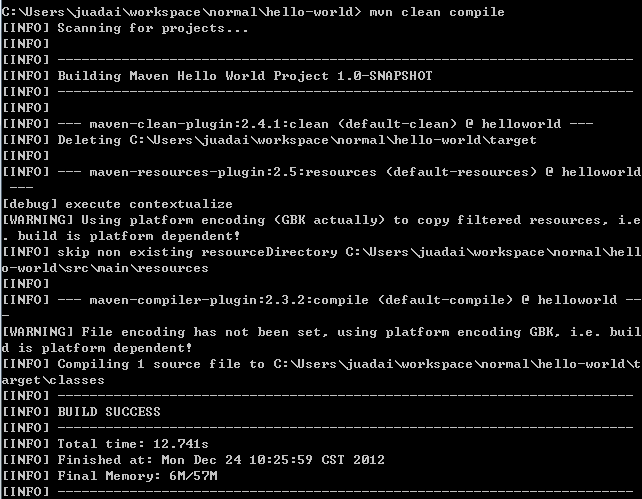 C:\Users\juadai\workspace\normal\hello-world> mvn clean compile
[INFO] Scanning for projects...
[INFO]
[INFO] ------------------------------------------------------------------------
[INFO] Building Maven Hello World Project 1.0-SNAPSHOT
[INFO] ------------------------------------------------------------------------
[INFO]
[INFO] --- maven-clean-plugin:2.4.1:clean (default-clean) @ helloworld ---
[INFO] Deleting C:\Users\juadai\workspace\normal\hello-world\target
[INFO]
[INFO] --- maven-resources-plugin:2.5:resources (default-resources) @ helloworld
 ---
[debug] execute contextualize
[WARNING] Using platform encoding (GBK actually) to copy filtered resources, i.e
. build is platform dependent!
[INFO] skip non existing resourceDirectory C:\Users\juadai\workspace\normal\hell
o-world\src\main\resources
[INFO]
[INFO] --- maven-compiler-plugin:2.3.2:compile (default-compile) @ helloworld --
-
[WARNING] File encoding has not been set, using platform encoding GBK, i.e. buil
d is platform dependent!
[INFO] Compiling 1 source file to C:\Users\juadai\workspace\normal\hello-world\t
arget\classes
[INFO] ------------------------------------------------------------------------
[INFO] BUILD SUCCESS
[INFO] ------------------------------------------------------------------------
[INFO] Total time: 12.741s
[INFO] Finished at: Mon Dec 24 10:25:59 CST 2012
[INFO] Final Memory: 6M/57M
[INFO] ------------------------------------------------------------------------